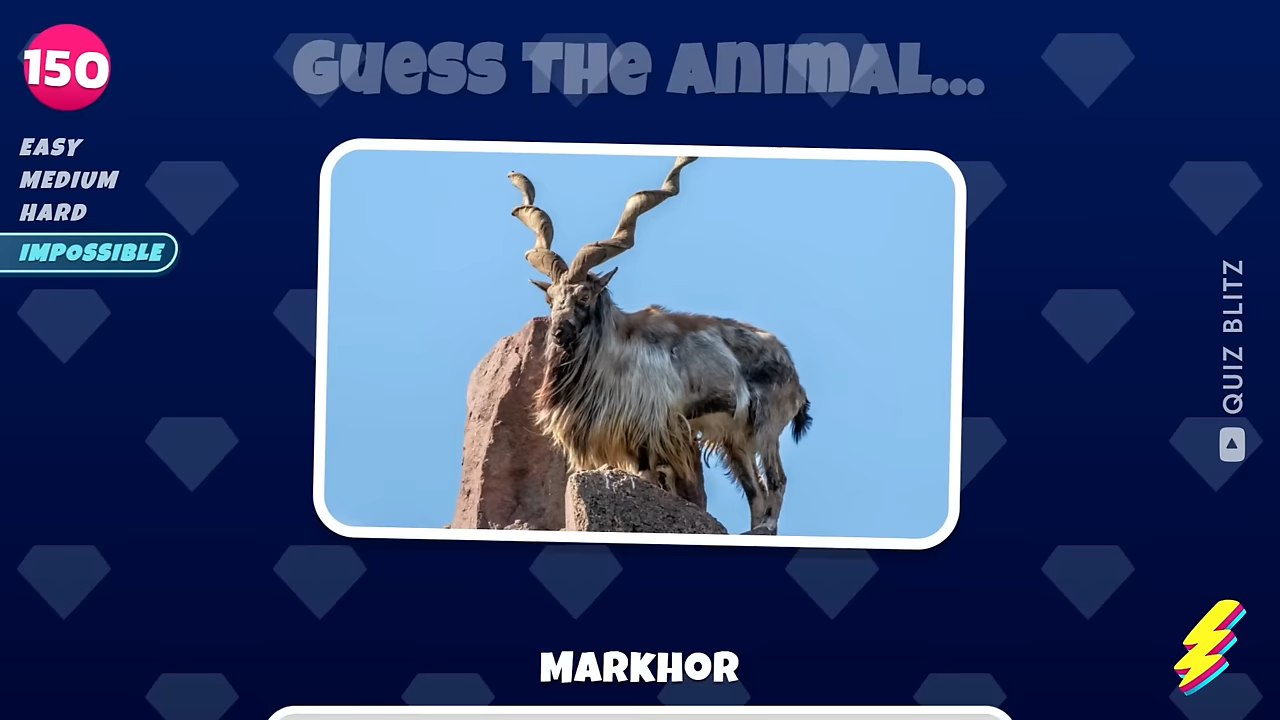 150
GUESS THE ANIMAL...
EASY
MEDIUM
HARD
IMPOSSIBLE
QUIZ BLITZ
MARKHOR